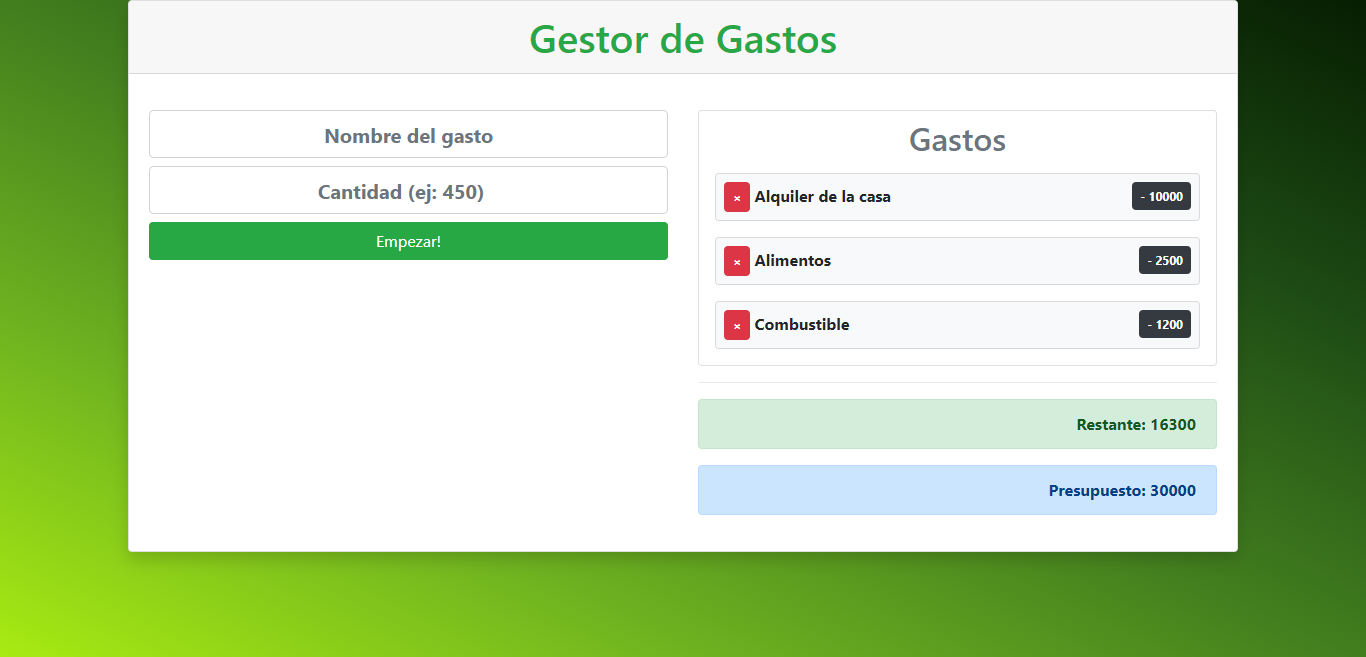 Gestor de Gastos
Nombre del gasto
Cantidad (ej: 450)
Empezar!
Gastos
× Alquiler de la casa - 10000
× Alimentos - 2500
× Combustible - 1200
Restante: 16300
Presupuesto: 30000